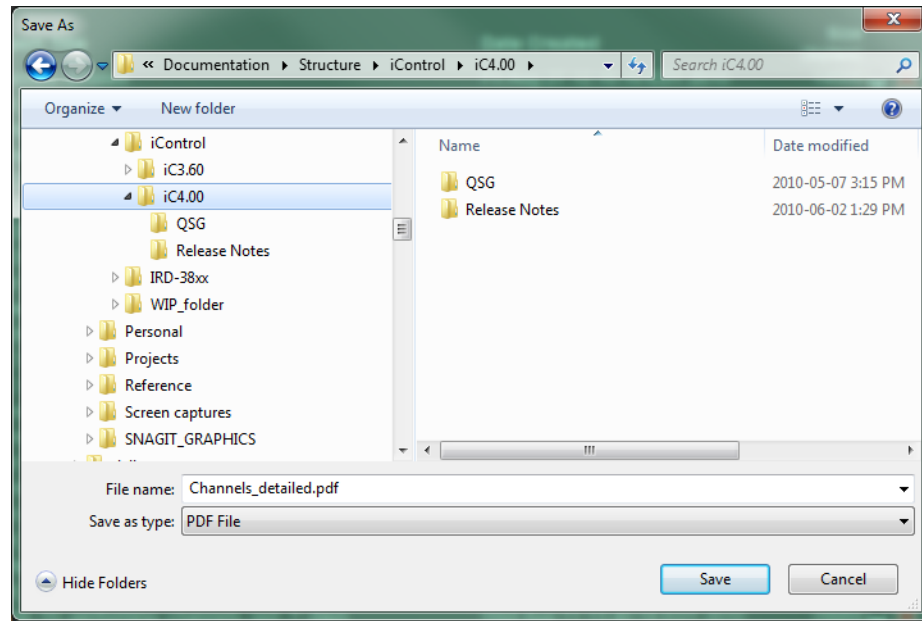 Save As
« Documentation Structure iControl iC4.00
Search iC4.00
Organize New folder
Name Date modified
iControl
iC3.60
iC4.00
QSG
Release Notes
IRD-38xx
WIP_folder
Personal
Projects
Reference
Screen captures
SNAGIT_GRAPHICS
QSG 2010-05-07 3:15 PM
Release Notes 2010-06-02 1:29 PM
File name: Channels_detailed.pdf
Save as type: PDF File
Hide Folders
Save
Cancel